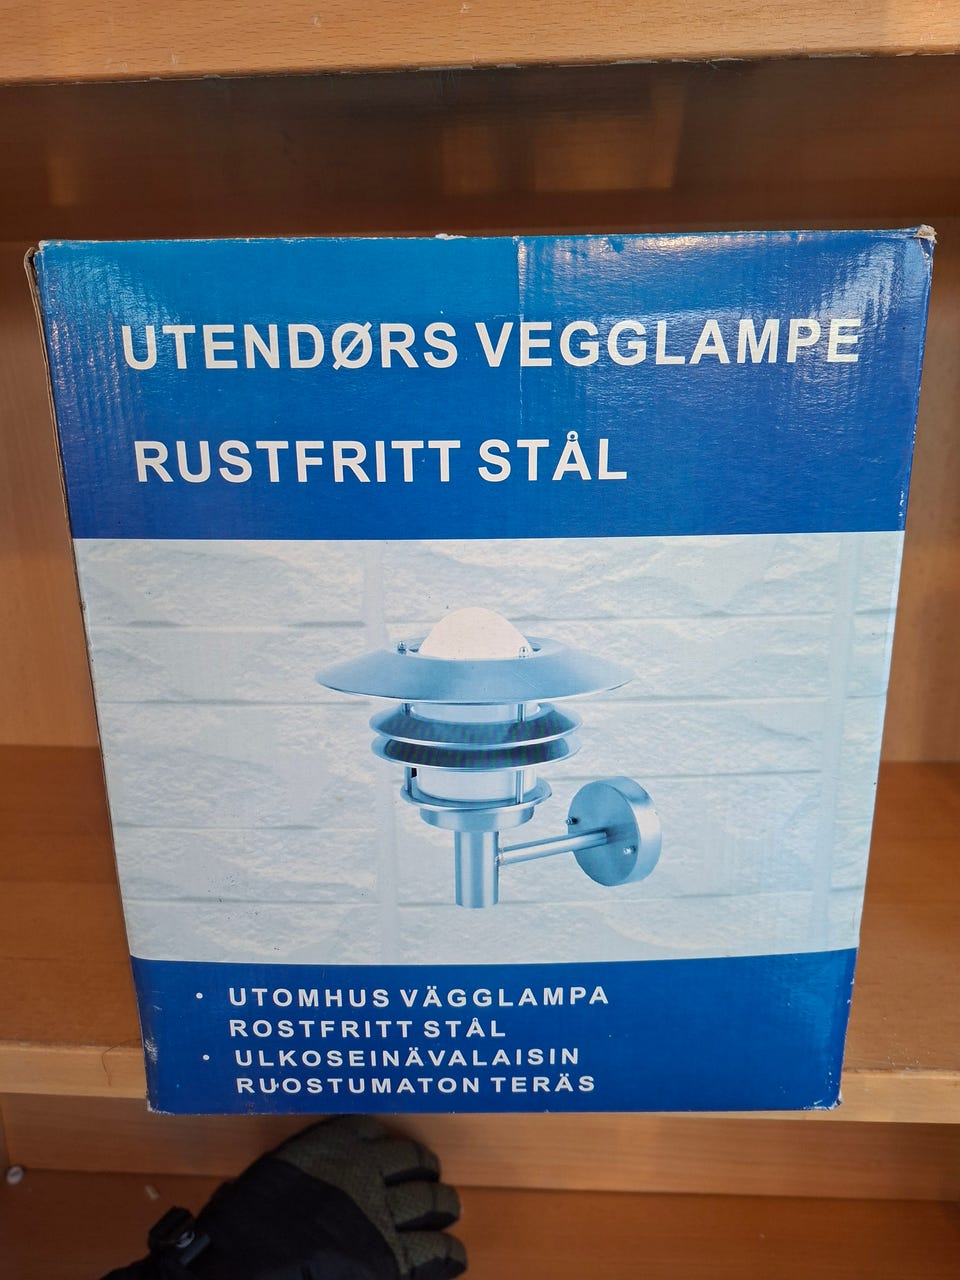 UTENDØRS VEGGLAMPE
RUSTFRITT STÅL
• UTOMHUS VÄGGLAMPA
ROSTFRITT STÅL
• ULKOSEINÄVALAISIN
RUOSTUMATON TERÄS